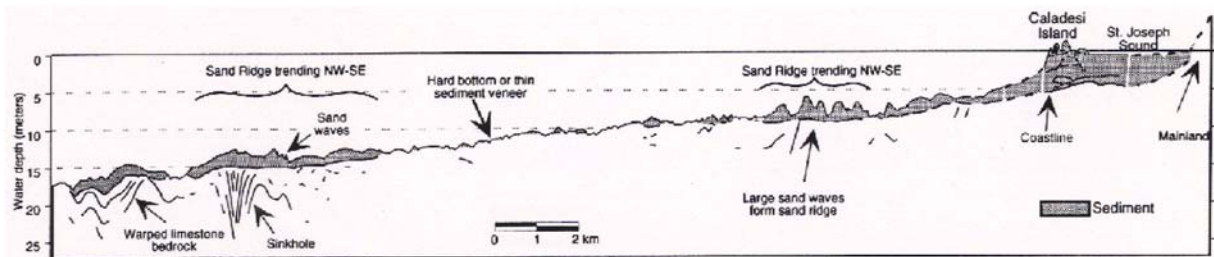 Caladesi
Island
St. Joseph
Sound
0
5
10
15
20
25
Water depth (meters)
Sand Ridge trending NW-SE
Sand
waves
Hard bottom or thin
sediment veneer
Sand Ridge trending NW-SE
Coastline
Mainland
Large sand waves
form sand ridge
Warped limestone
bedrock
Sinkhole
0 1 2 km
Sediment